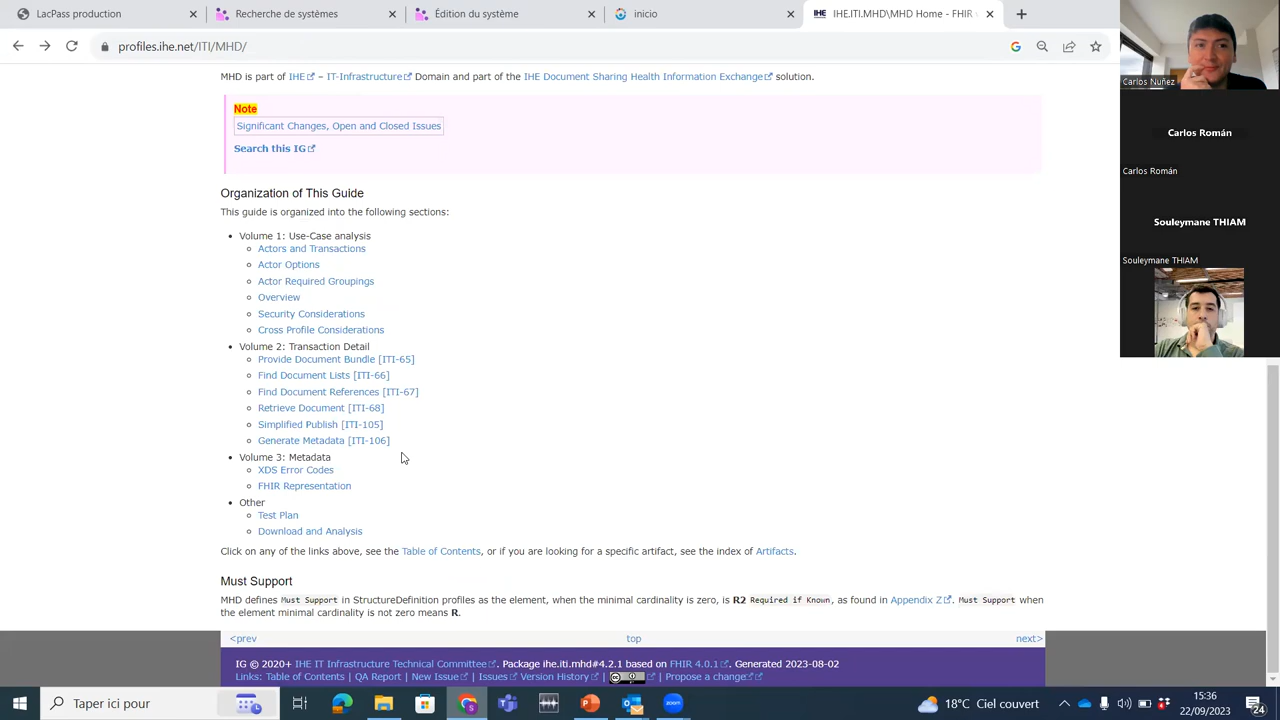 LacPass programa de
Resumen de métadatas
Édition du sýmbol
inicio
IHE.ITI.MHD\MHD Home - FHIR
profiles.ihe.net/ITI/MHD/
MHD is part of IHE – IT-Infrastructure Domain and part of the IHE Document Sharing Health Information Exchange solution.
Note
Significant Changes, Open and Closed Issues
Search this IG
Organization of This Guide
This guide is organized into the following sections:
• Volume 1: Use-Case analysis
Actors and Transactions
Actor Options
Actor Required Groupings
Overview
Security Considerations
Cross Profile Considerations
• Volume 2: Transaction Detail
Provide Document Bundle [ITI-65]
Find Document Lists [ITI-66]
Find Document References [ITI-67]
Retrieve Document [ITI-68]
Simplified Publish [ITI-105]
Generate Metadata [ITI-106]
• Volume 3: Metadata
XDS Error Codes
FHIR Representation
• Other
Test Plan
Download and Analysis
Click on any of the links above, see the Table of Contents, or if you are looking for a specific artifact, see the index of Artifacts.
Must Support
MHD defines Must Support in StructureDefinition profiles as the element, when the minimal cardinality is zero, is R2 Required if Known, as found in Appendix Z. Must Support when
the element minimal cardinality is not zero means R.
<prev
top
next>
IG © 2020+ IHE IT Infrastructure Technical Committee. Package ihe.iti.mhd#4.2.1 based on FHIR 4.0.1. Generated 2023-08-02
Links: Table of Contents | QA Report | New Issue | Issues Version History | | Propose a change
Carlos Nuñez
Carlos Román
Carlos Román
Souleymane THIAM
Souleymane THIAM
Taper ici pour
zoom
18°C Ciel couvert
15:36
22/09/2023
24